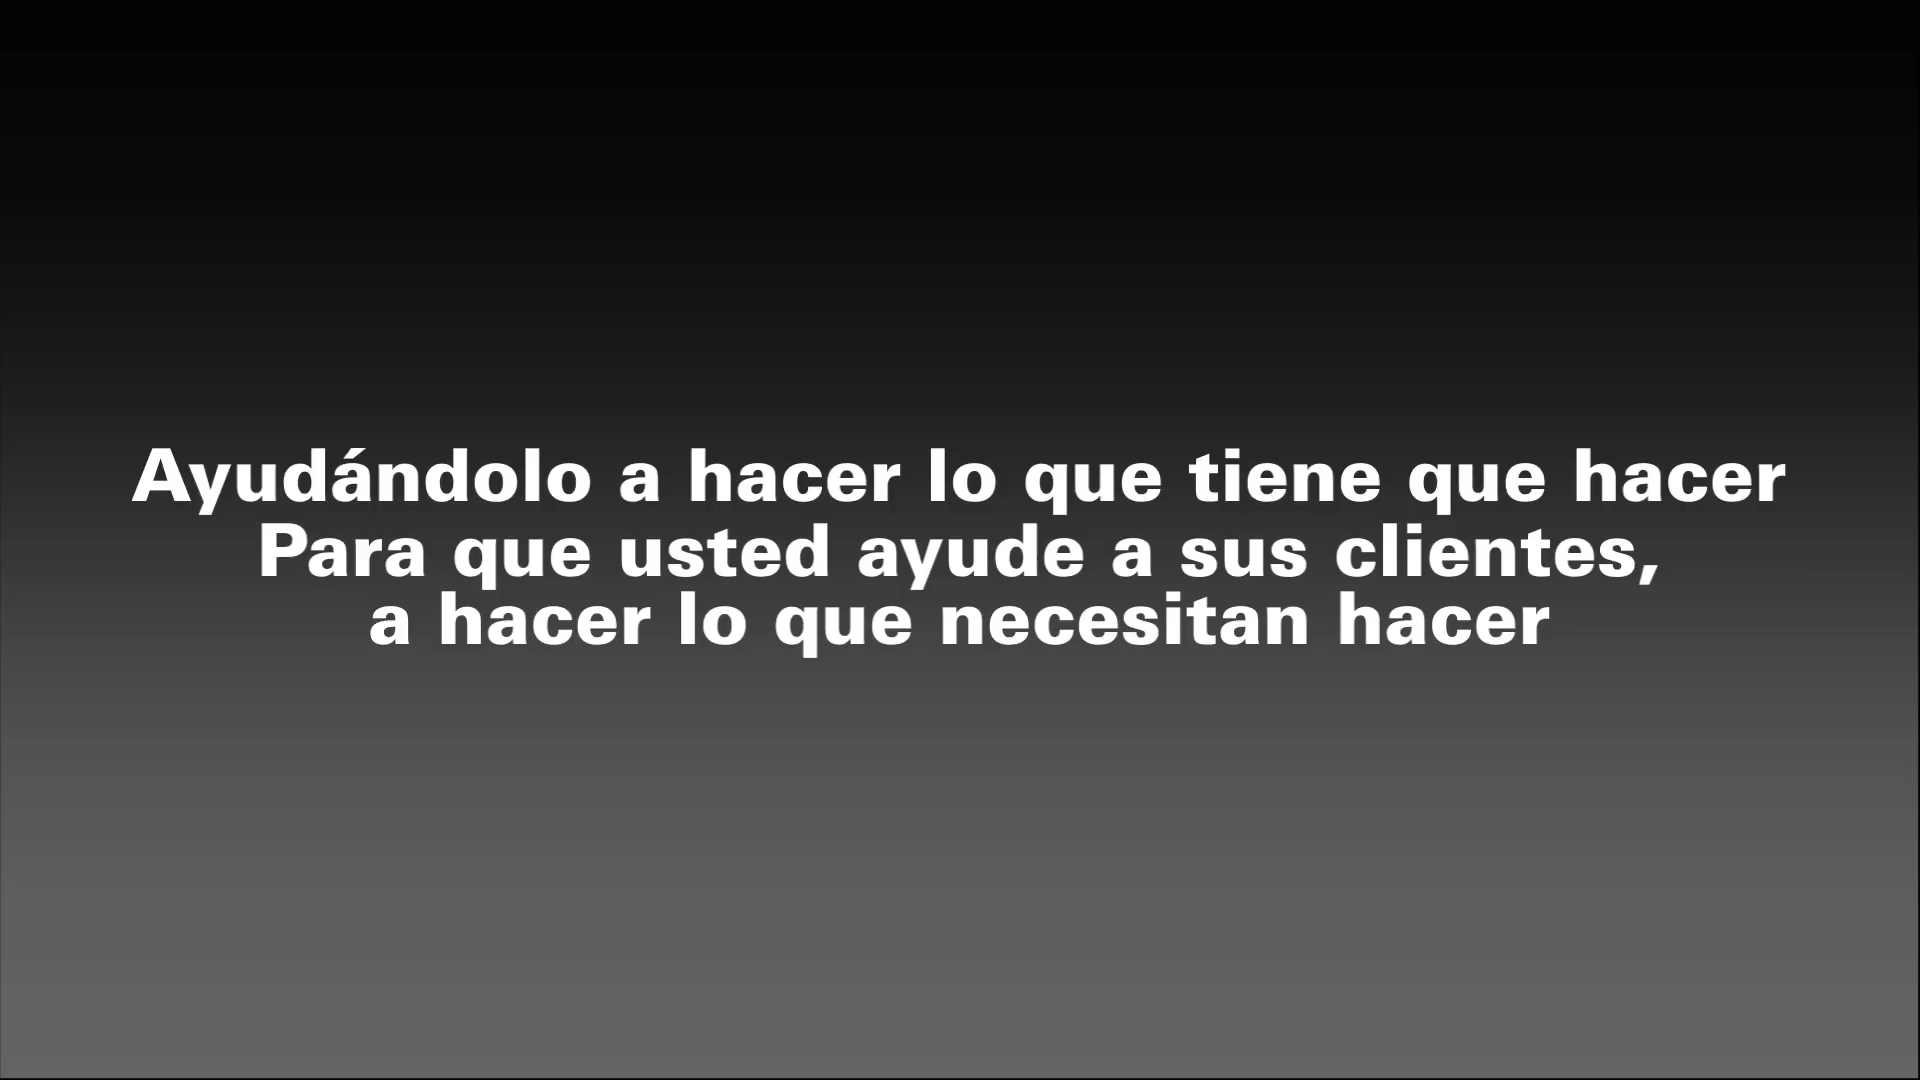 Ayudándolo a hacer lo que tiene que hacer
Para que usted ayude a sus clientes,
a hacer lo que necesitan hacer